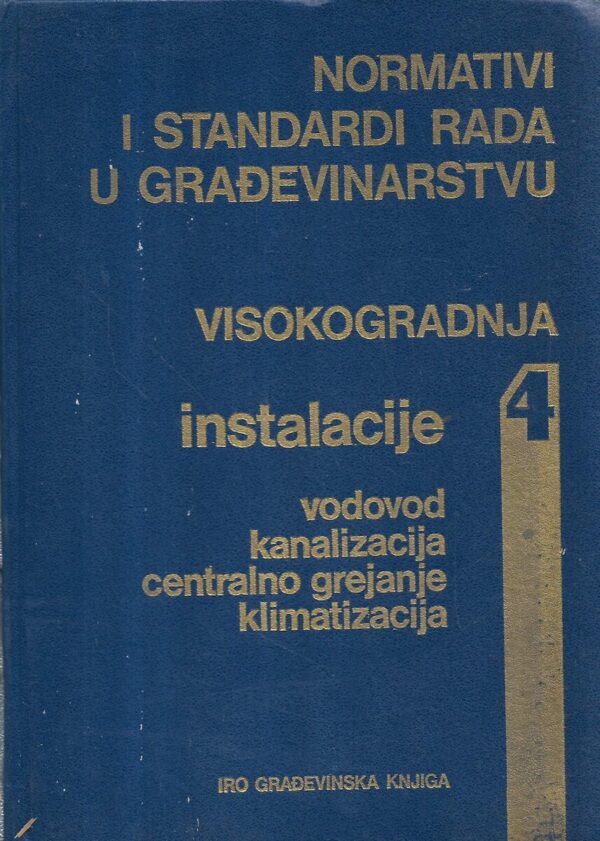 NORMATIVI
I STANDARDI RADA
U GRAĐEVINARSTVU
VISOKOGRADNJA
4
instalacije
vodovod
kanalizacija
centralno grejanje
klimatizacija
IRO GRAĐEVINSKA KNJIGA